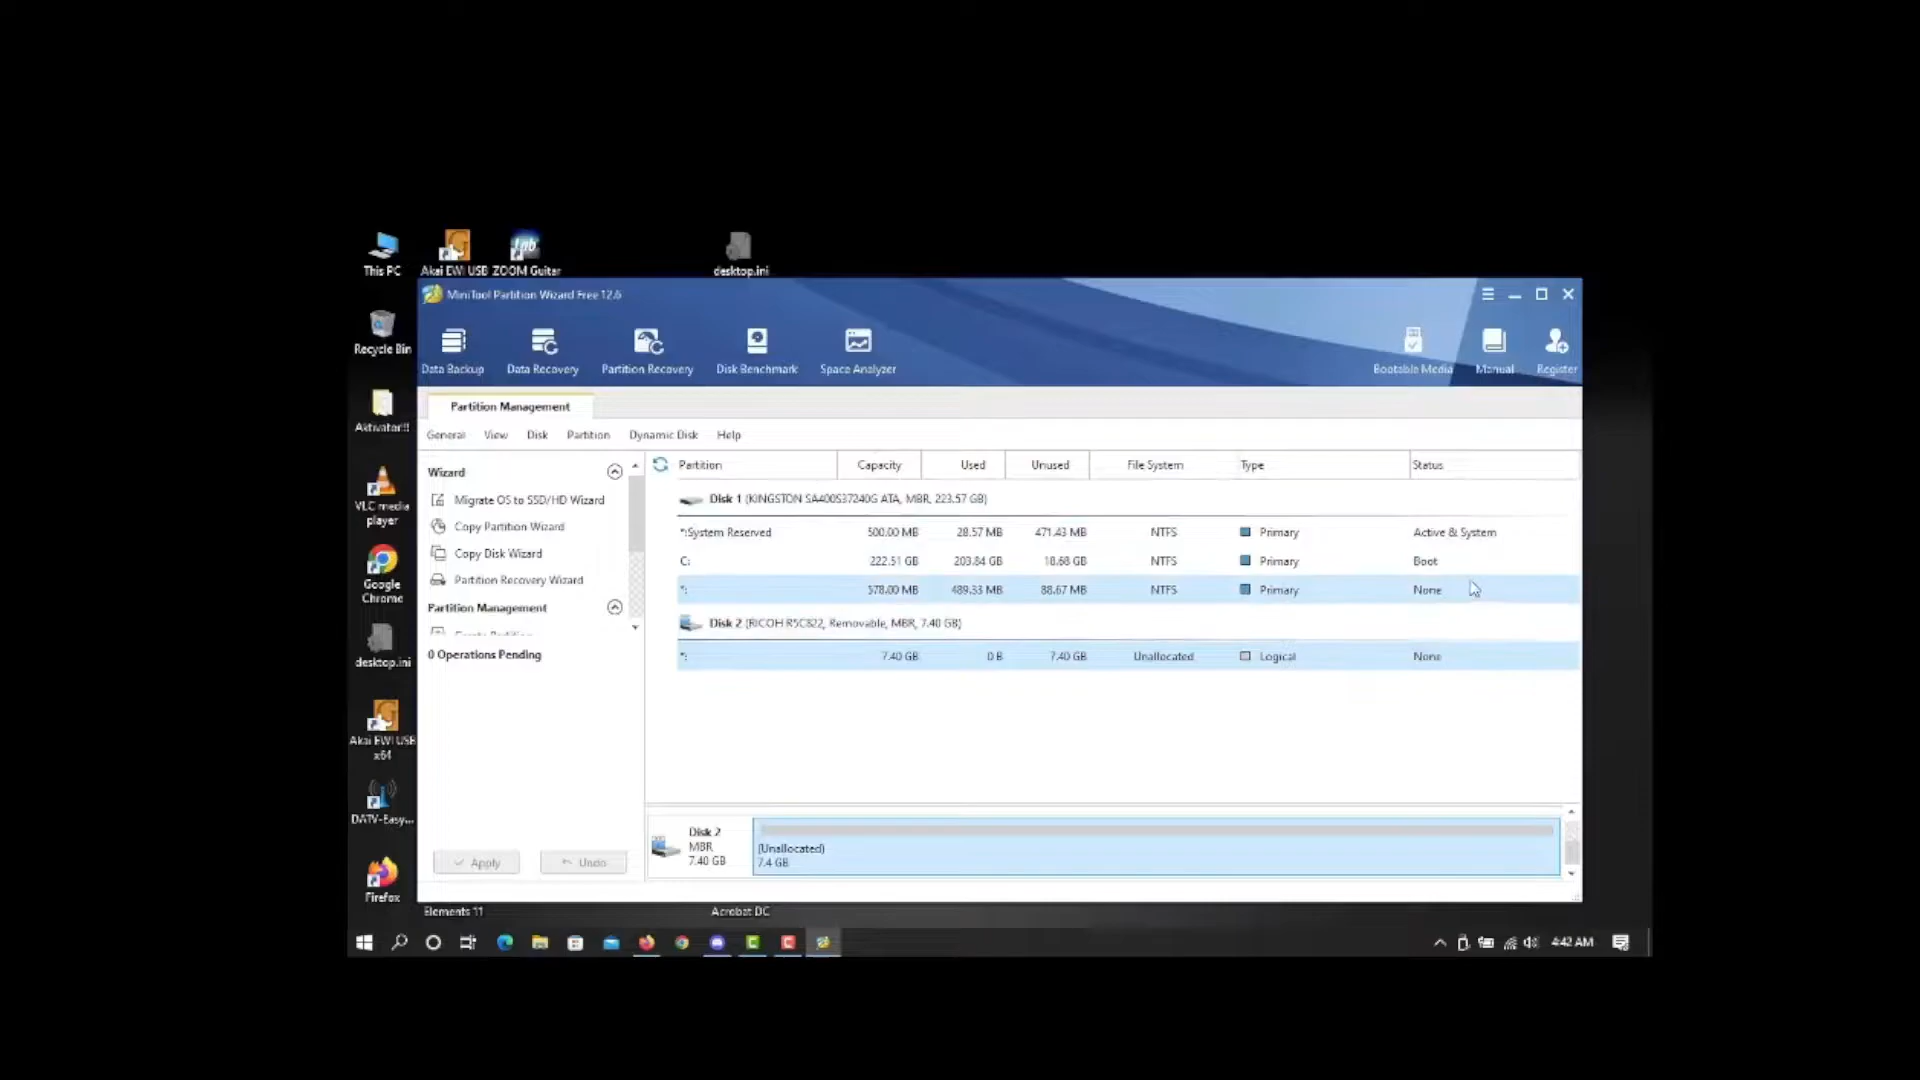 This PC
Akai EWI USB
ZOOM Guitar
desktop.ini
Recycle Bin
Aktivator!!!
VLC media
player
Google
Chrome
desktop.ini
Akai EWI USB
x64
DATV-Easy...
Firefox
MiniTool Partition Wizard Free 12.6
Data Backup
Data Recovery
Partition Recovery
Disk Benchmark
Space Analyzer
Bootable Media
Manual
Register
Partition Management
General View Disk Partition Dynamic Disk Help
Wizard
Migrate OS to SSD/HD Wizard
Copy Partition Wizard
Copy Disk Wizard
Partition Recovery Wizard
Partition Management
0 Operations Pending
Apply
Undo
Partition Capacity Used Unused File System Type Status
Disk 1 (KINGSTON SA400S37240G ATA, MBR, 223.57 GB)
*:System Reserved 500.00 MB 28.57 MB 471.43 MB NTFS Primary Active & System
C: 222.51 GB 203.84 GB 18.68 GB NTFS Primary Boot
*: 578.00 MB 489.33 MB 88.67 MB NTFS Primary None
Disk 2 (RICOH R5C822, Removable, MBR, 7.40 GB)
*: 7.40 GB 0 B 7.40 GB Unallocated Logical None
Disk 2
MBR
7.40 GB
(Unallocated)
7.4 GB
Elements 11
Acrobat DC
4:42 AM